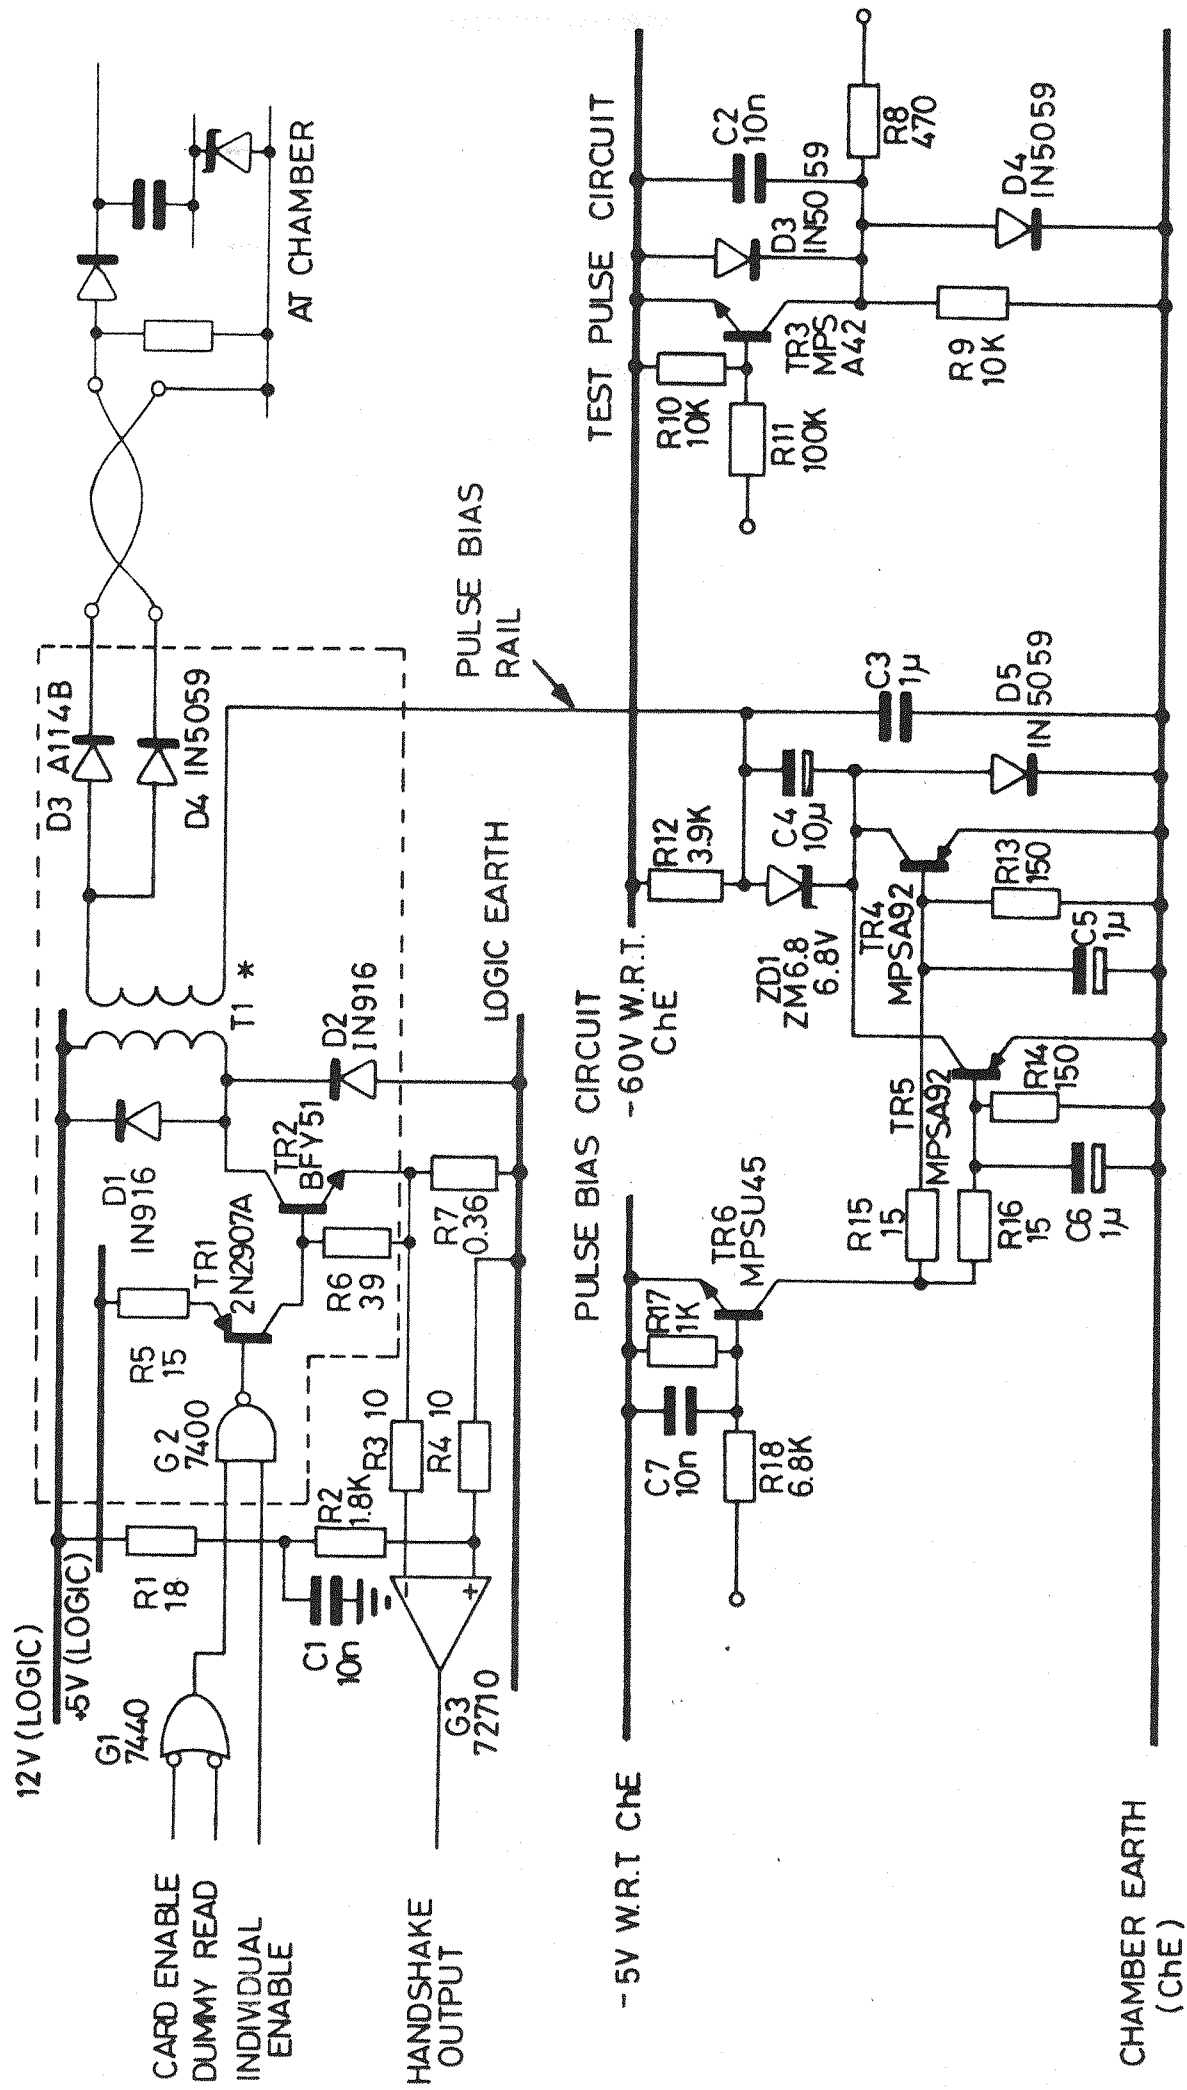 12V (LOGIC)
+5V (LOGIC)
CARD ENABLE
DUMMY READ
INDIVIDUAL
ENABLE
HANDSHAKE
OUTPUT
G1
7440
R1
18
C1
10n
R2
1.8K
G2
7400
R3 10
R4 10
G3
72710
R5
15
TR1
2N2907A
D1
IN916
R6
39
TR2
BFY51
R7
0.36
D2
IN916
T1 *
LOGIC EARTH
D3 A114B
D4 IN5059
AT CHAMBER
PULSE BIAS
RAIL
PULSE BIAS CIRCUIT
-5V W.R.T ChE
-60V W.R.T.
ChE
C7
10n
R17
1K
R18
6.8K
TR6
MPSU45
R15
15
R16
15
C6
1µ
TR5
MPSA92
R14
150
TR4
MPSA92
C5
1µ
R13
150
ZD1
ZM6.8
6.8V
R12
3.9K
C4
10µ
D5
IN5059
C3
1µ
TEST PULSE CIRCUIT
R10
10K
R11
100K
TR3
MPS
A42
R9
10K
D3
IN5059
C2
10n
D4
IN5059
R8
470
CHAMBER EARTH
(ChE)